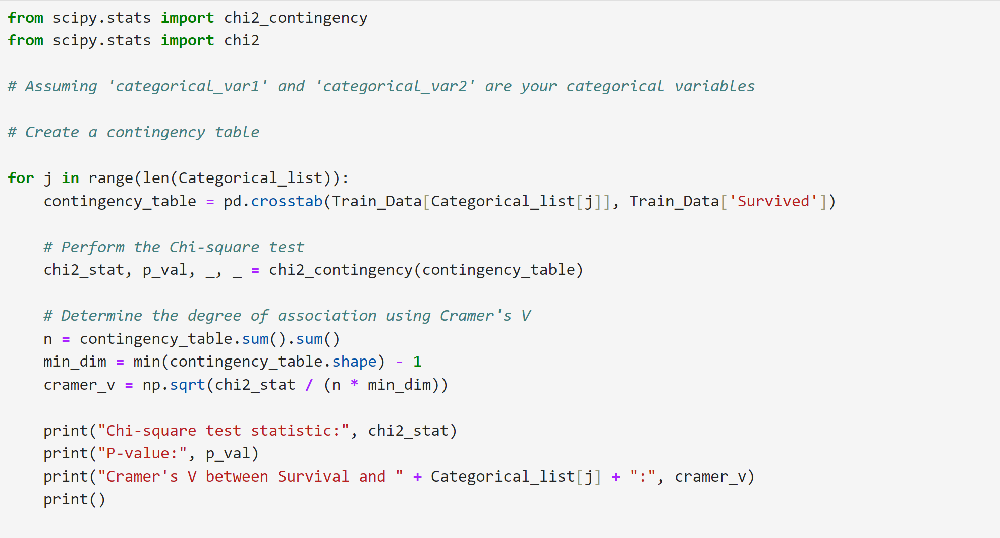 from scipy.stats import chi2_contingency
from scipy.stats import chi2
# Assuming 'categorical_var1' and 'categorical_var2' are your categorical variables
# Create a contingency table
for j in range(len(Categorical_list)):
    contingency_table = pd.crosstab(Train_Data[Categorical_list[j]], Train_Data['Survived'])
    # Perform the Chi-square test
    chi2_stat, p_val, _, _ = chi2_contingency(contingency_table)
    # Determine the degree of association using Cramer's V
    n = contingency_table.sum().sum()
    min_dim = min(contingency_table.shape) - 1
    cramer_v = np.sqrt(chi2_stat / (n * min_dim))
    print("Chi-square test statistic:", chi2_stat)
    print("P-value:", p_val)
    print("Cramer's V between Survival and " + Categorical_list[j] + ":", cramer_v)
    print()